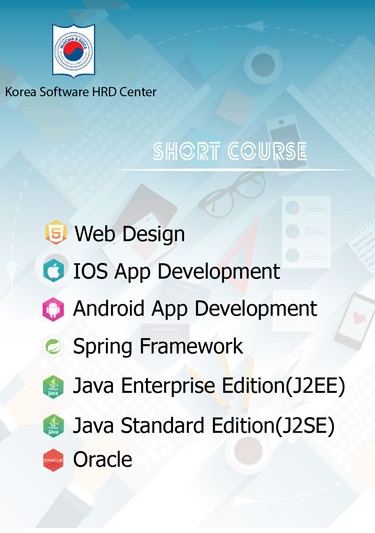 Korea Software HRD Center
SHORT COURSE
Web Design
IOS App Development
Android App Development
Spring Framework
Java Enterprise Edition(J2EE)
Java Standard Edition(J2SE)
Oracle